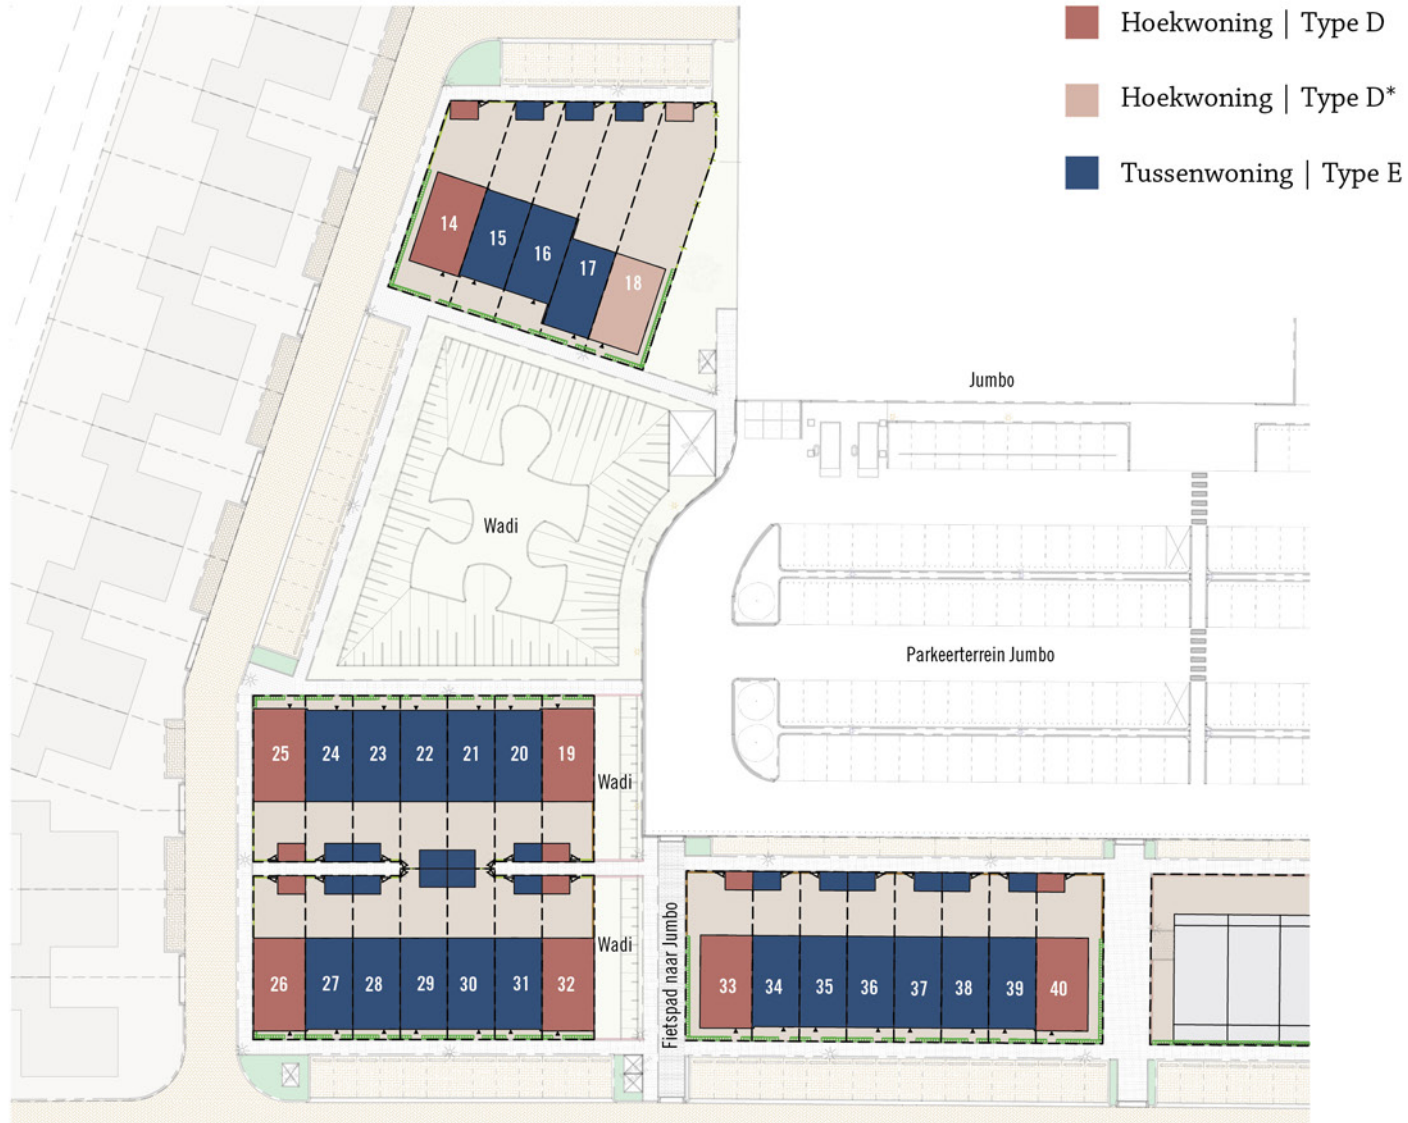 Hoekwoning | Type D
Hoekwoning | Type D*
Tussenwoning | Type E
14
15
16
17
18
Jumbo
Wadi
Parkeerterrein Jumbo
25 24 23 22 21 20 19
Wadi
Wadi
Fietspad naar Jumbo
26 27 28 29 30 31 32
33 34 35 36 37 38 39 40